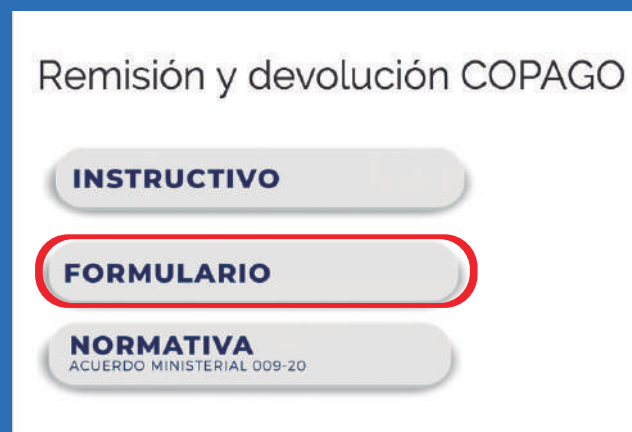 Remisión y devolución COPAGO
INSTRUCTIVO
FORMULARIO
NORMATIVA
ACUERDO MINISTERIAL 009-20